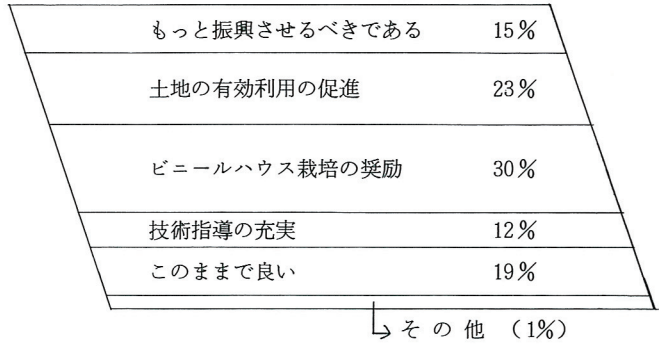 もっと振興させるべきである 15%
土地の有効利用の促進 23%
ビニールハウス栽培の奨励 30%
技術指導の充実 12%
このままで良い 19%
その他 (1%)